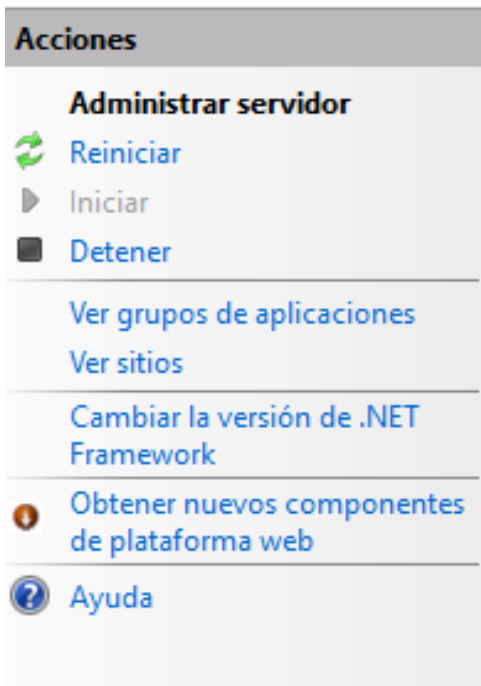 Acciones
Administrar servidor
Reiniciar
Iniciar
Detener
Ver grupos de aplicaciones
Ver sitios
Cambiar la versión de .NET
Framework
Obtener nuevos componentes
de plataforma web
Ayuda